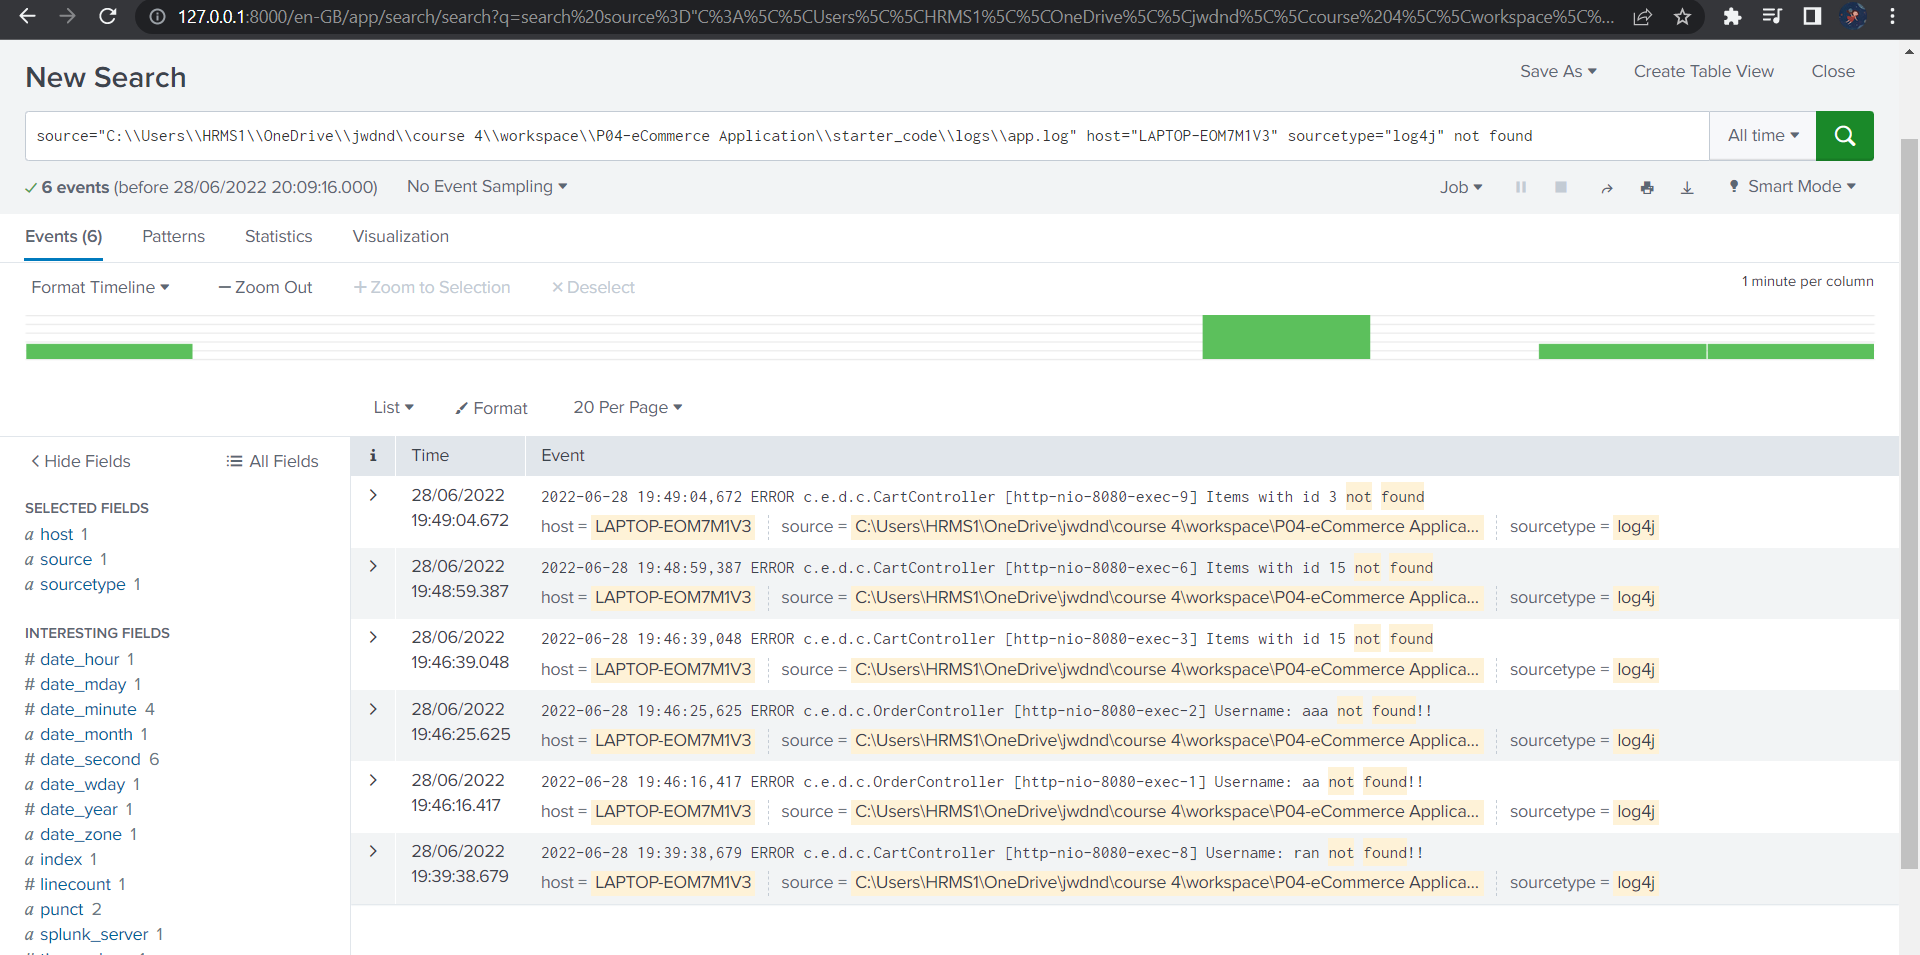 127.0.0.1:8000/en-GB/app/search/search?q=search%20source%3D"C%3A%5C%5CUsers%5C%5CHRMS1%5C%5COneDrive%5C%5Cjwdnd%5C%5Ccourse%204%5C%5Cworkspace%5C%...
New Search
Save As
Create Table View
Close
source="C:\\Users\\HRMS1\\OneDrive\\jwdnd\\course 4\\workspace\\P04-eCommerce Application\\starter_code\\logs\\app.log" host="LAPTOP-EOM7M1V3" sourcetype="log4j" not found
All time
6 events (before 28/06/2022 20:09:16.000)
No Event Sampling
Job
Smart Mode
Events (6)
Patterns
Statistics
Visualization
Format Timeline
Zoom Out
Zoom to Selection
Deselect
1 minute per column
List
Format
20 Per Page
Hide Fields
All Fields
SELECTED FIELDS
a host 1
a source 1
a sourcetype 1
INTERESTING FIELDS
# date_hour 1
# date_mday 1
# date_minute 4
a date_month 1
# date_second 6
a date_wday 1
# date_year 1
a date_zone 1
a index 1
# linecount 1
a punct 2
a splunk_server 1
i Time Event
28/06/2022
19:49:04.672
2022-06-28 19:49:04,672 ERROR c.e.d.c.CartController [http-nio-8080-exec-9] Items with id 3 not found
host = LAPTOP-EOM7M1V3 source = C:\Users\HRMS1\OneDrive\jwdnd\course 4\workspace\P04-eCommerce Applica... sourcetype = log4j
28/06/2022
19:48:59.387
2022-06-28 19:48:59,387 ERROR c.e.d.c.CartController [http-nio-8080-exec-6] Items with id 15 not found
host = LAPTOP-EOM7M1V3 source = C:\Users\HRMS1\OneDrive\jwdnd\course 4\workspace\P04-eCommerce Applica... sourcetype = log4j
28/06/2022
19:46:39.048
2022-06-28 19:46:39,048 ERROR c.e.d.c.CartController [http-nio-8080-exec-3] Items with id 15 not found
host = LAPTOP-EOM7M1V3 source = C:\Users\HRMS1\OneDrive\jwdnd\course 4\workspace\P04-eCommerce Applica... sourcetype = log4j
28/06/2022
19:46:25.625
2022-06-28 19:46:25,625 ERROR c.e.d.c.OrderController [http-nio-8080-exec-2] Username: aaa not found!!
host = LAPTOP-EOM7M1V3 source = C:\Users\HRMS1\OneDrive\jwdnd\course 4\workspace\P04-eCommerce Applica... sourcetype = log4j
28/06/2022
19:46:16.417
2022-06-28 19:46:16,417 ERROR c.e.d.c.OrderController [http-nio-8080-exec-1] Username: aa not found!!
host = LAPTOP-EOM7M1V3 source = C:\Users\HRMS1\OneDrive\jwdnd\course 4\workspace\P04-eCommerce Applica... sourcetype = log4j
28/06/2022
19:39:38.679
2022-06-28 19:39:38,679 ERROR c.e.d.c.CartController [http-nio-8080-exec-8] Username: ran not found!!
host = LAPTOP-EOM7M1V3 source = C:\Users\HRMS1\OneDrive\jwdnd\course 4\workspace\P04-eCommerce Applica... sourcetype = log4j